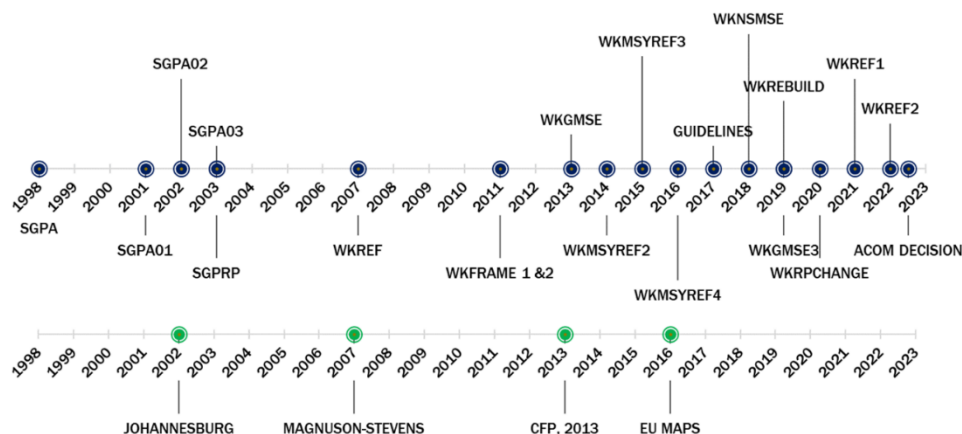 WKNSMSE
WKMSYREF3
SGPA02
WKREF1
WKREBUILD
WKREF2
WKGMSE
SGPA03
GUIDELINES
1998 1999 2000 2001 2002 2003 2004 2005 2006 2007 2008 2009 2010 2011 2012 2013 2014 2015 2016 2017 2018 2019 2020 2021 2022 2023
SGPA
SGPA01
WKREF
WKMSYREF2
WKGMSE3
ACOM DECISION
SGPRP
WKFRAME 1 &2
WKRPCHANGE
WKMSYREF4
1998 1999 2000 2001 2002 2003 2004 2005 2006 2007 2008 2009 2010 2011 2012 2013 2014 2015 2016 2017 2018 2019 2020 2021 2022 2023
JOHANNESBURG
MAGNUSON-STEVENS
CFP, 2013
EU MAPS